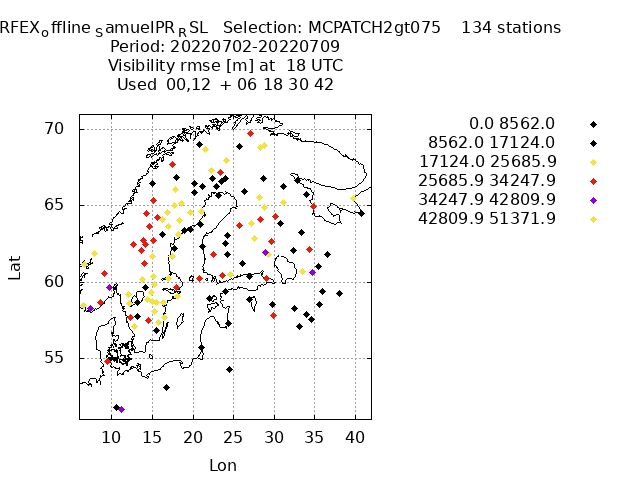 RFEXoffline SamuelPRRSL Selection: MCPATCH2gt075 134 stations
Period: 20220702-20220709
Visibility rmse [m] at 18 UTC
Used 00,12 + 06 18 30 42
0.0 8562.0
8562.0 17124.0
17124.0 25685.9
25685.9 34247.9
34247.9 42809.9
42809.9 51371.9
70
65
60
55
Lat
10 15 20 25 30 35 40
Lon